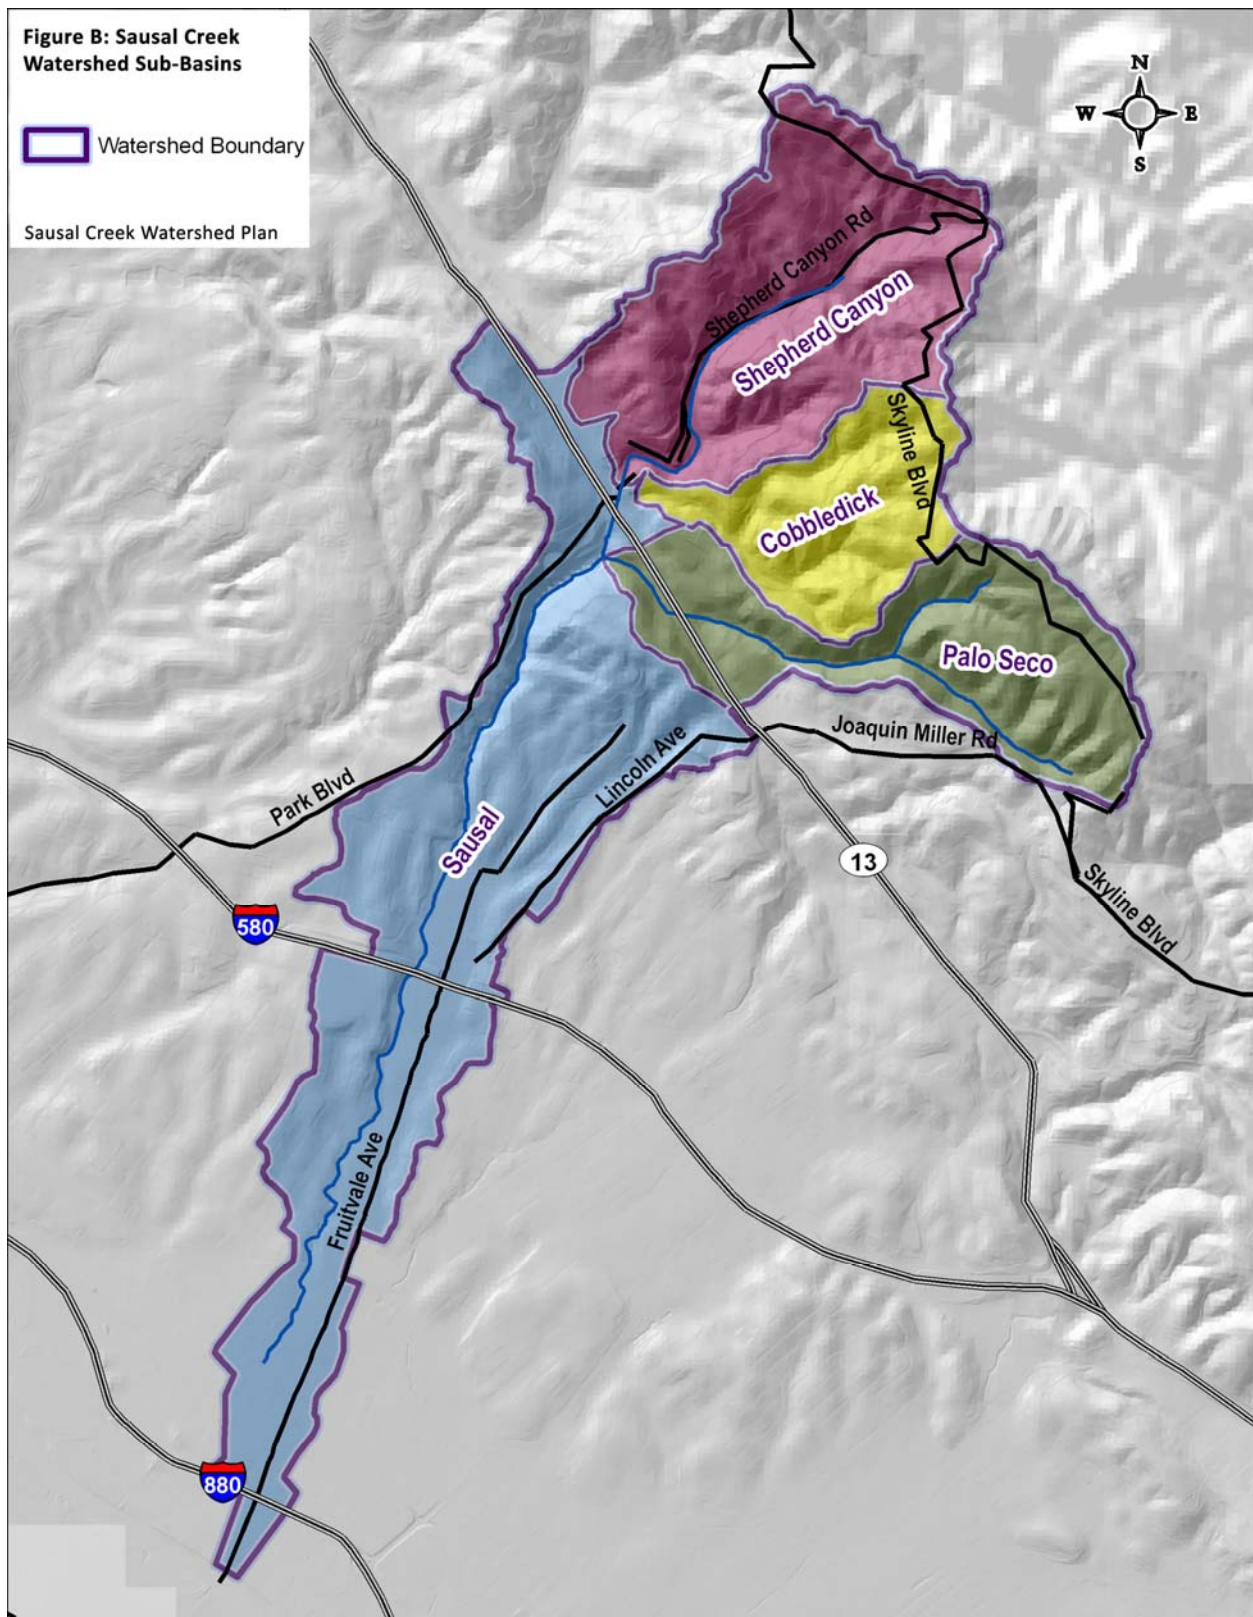 Figure B: Sausal Creek
Watershed Sub-Basins
Watershed Boundary
Sausal Creek Watershed Plan
N
W
E
S
Shepherd Canyon Rd
Shepherd Canyon
Skyline Blvd
Cobbledick
Palo Seco
Joaquin Miller Rd
Lincoln Ave
Park Blvd
Sausal
13
580
Skyline Blvd
Fruitvale Ave
880